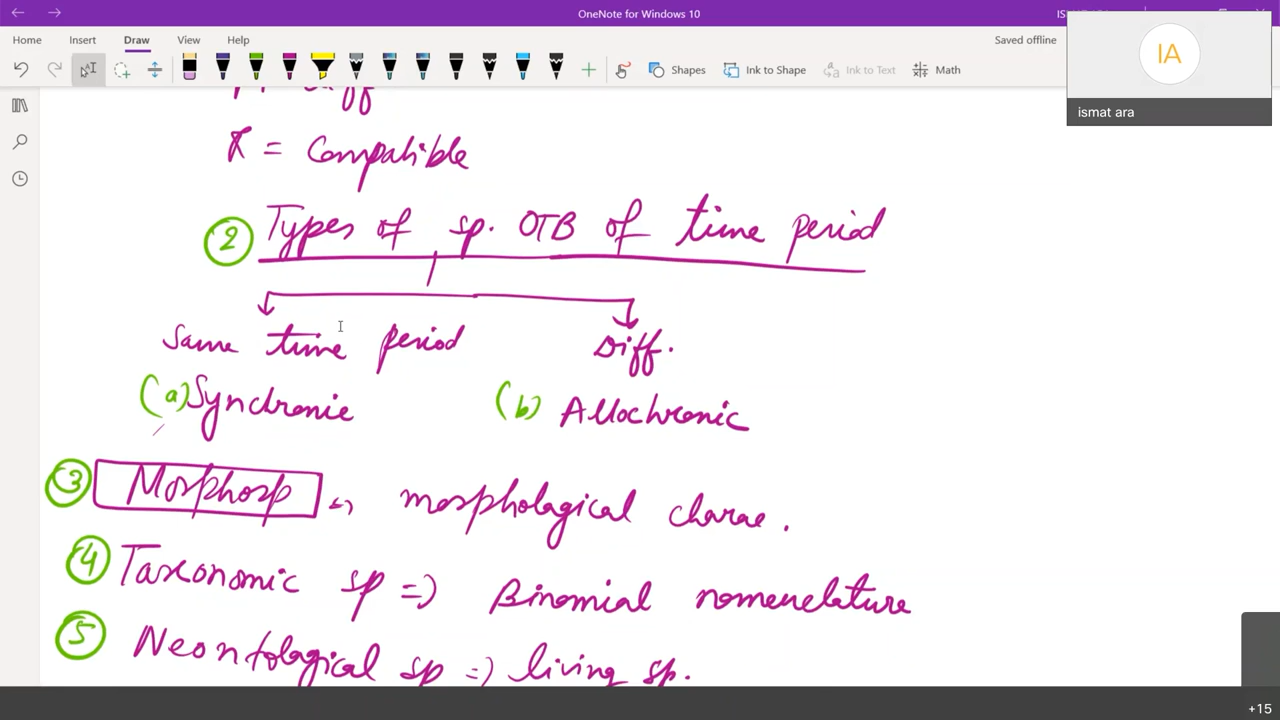 OneNote for Windows 10
Home Insert Draw View Help
Saved offline
Shapes Ink to Shape Ink to Text Math
IA
ismat ara
= Compatible
② Types of sp. OTB of time period
Same time period Diff.
(a) Synchronic (b) Allochronic
③ Morphosp morphological charac.
④ Taxonomic sp => Binomial nomenclature
⑤ Neontological sp => living sp.
+15